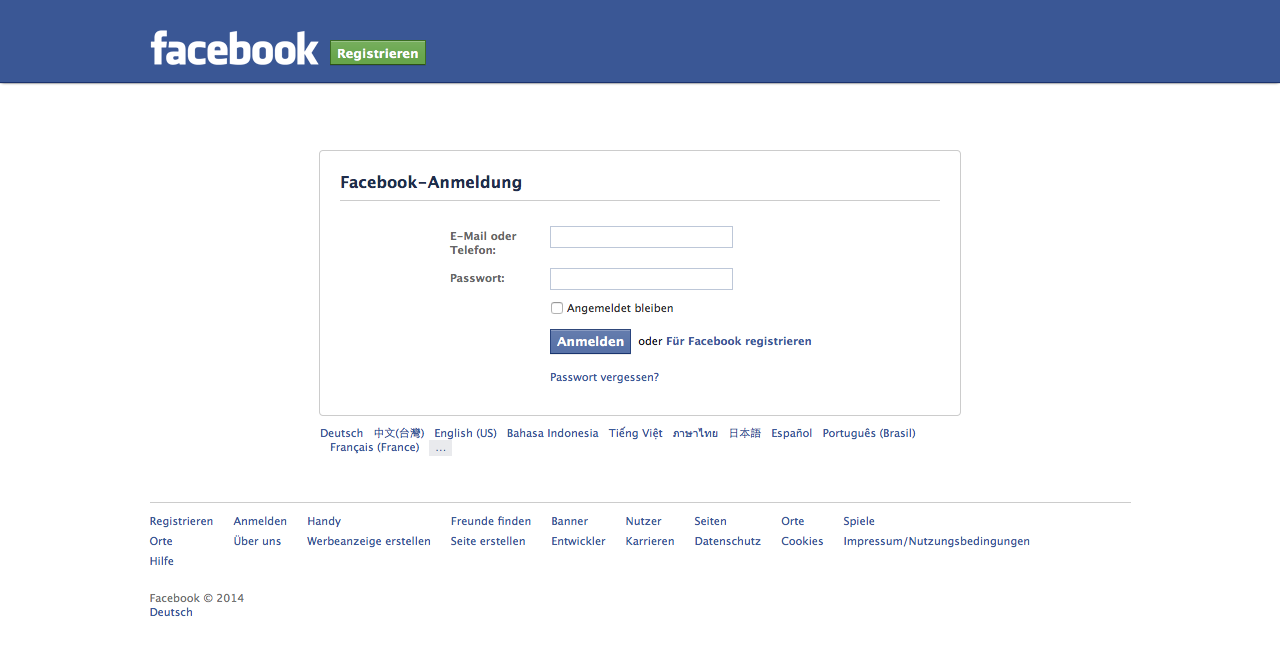 facebook Registrieren
Facebook-Anmeldung
E-Mail oder
Telefon:
Passwort:
Angemeldet bleiben
Anmelden oder Für Facebook registrieren
Passwort vergessen?
Deutsch 中文(台灣) English (US) Bahasa Indonesia Tiếng Việt ภาษาไทย 日本語 Español Português (Brasil)
Français (France) ...
Registrieren Anmelden Handy Freunde finden Banner Nutzer Seiten Orte Spiele
Orte Über uns Werbeanzeige erstellen Seite erstellen Entwickler Karrieren Datenschutz Cookies Impressum/Nutzungsbedingungen
Hilfe
Facebook © 2014
Deutsch